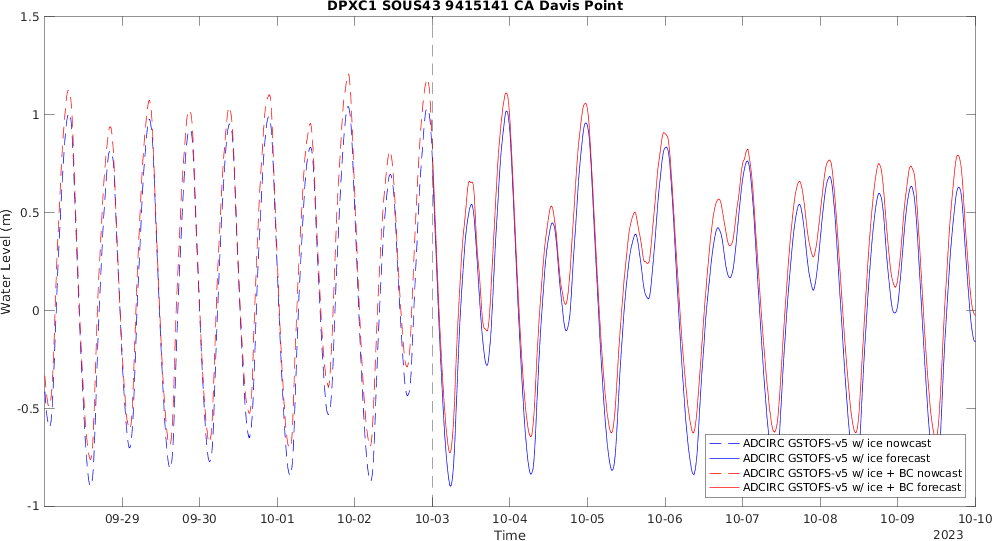 DPXC1 SOUS43 9415141 CA Davis Point
Water Level (m)
1.5
1
0.5
0
-0.5
-1
ADCIRC GSTOFS-v5 w/ ice nowcast
ADCIRC GSTOFS-v5 w/ ice forecast
ADCIRC GSTOFS-v5 w/ ice + BC nowcast
ADCIRC GSTOFS-v5 w/ ice + BC forecast
09-29 09-30 10-01 10-02 10-03 10-04 10-05 10-06 10-07 10-08 10-09 10-10
Time
2023